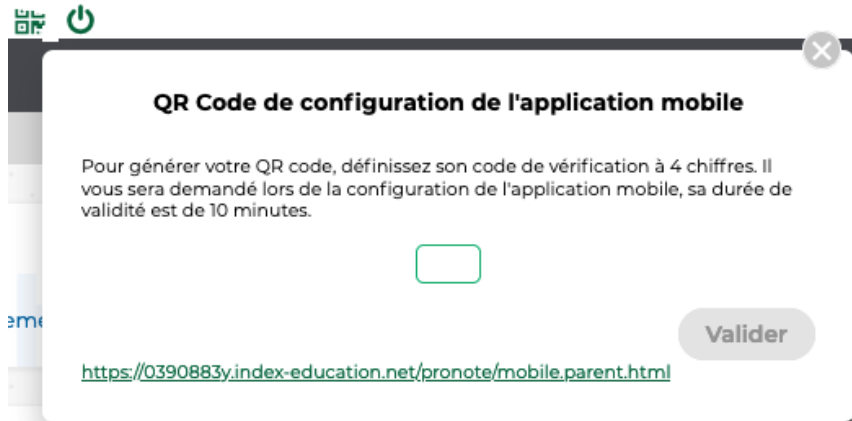 QR Code de configuration de l'application mobile
Pour générer votre QR code, définissez son code de vérification à 4 chiffres. Il
vous sera demandé lors de la configuration de l'application mobile, sa durée de
validité est de 10 minutes.
eme
Valider
https://0390883y.index-education.net/pronote/mobile.parent.html